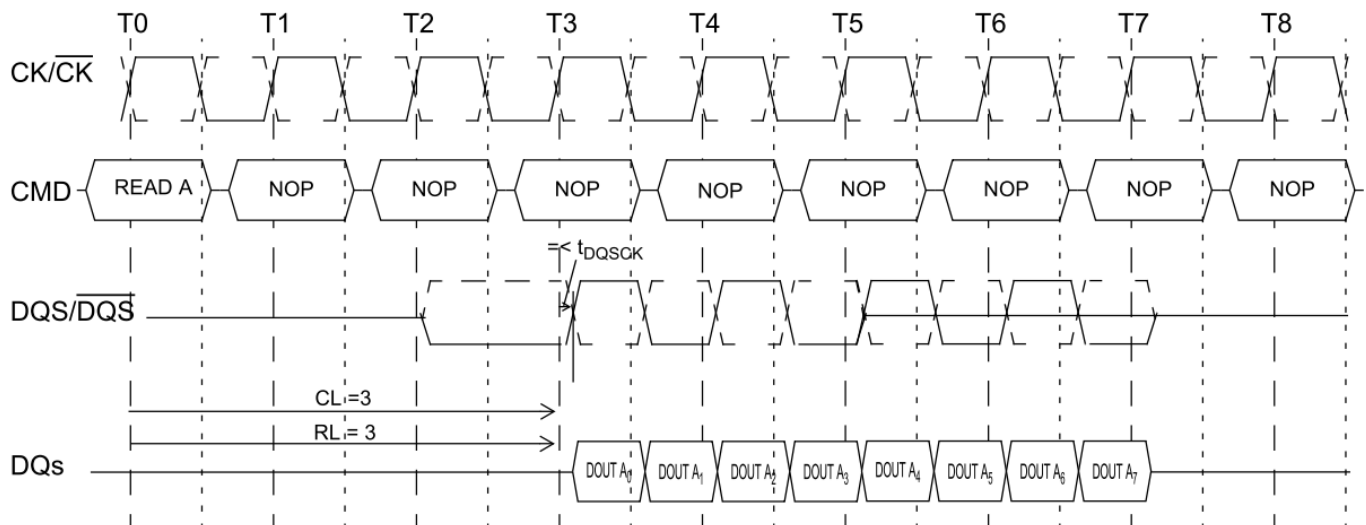 T0 T1 T2 T3 T4 T5 T6 T7 T8
CK/CK
CMD READ A NOP NOP NOP NOP NOP NOP NOP NOP
=< tDQSCK
DQS/DQS
CL =3
RL = 3
DQs DOUT A0 DOUT A1 DOUT A2 DOUT A3 DOUT A4 DOUT A5 DOUT A6 DOUT A7